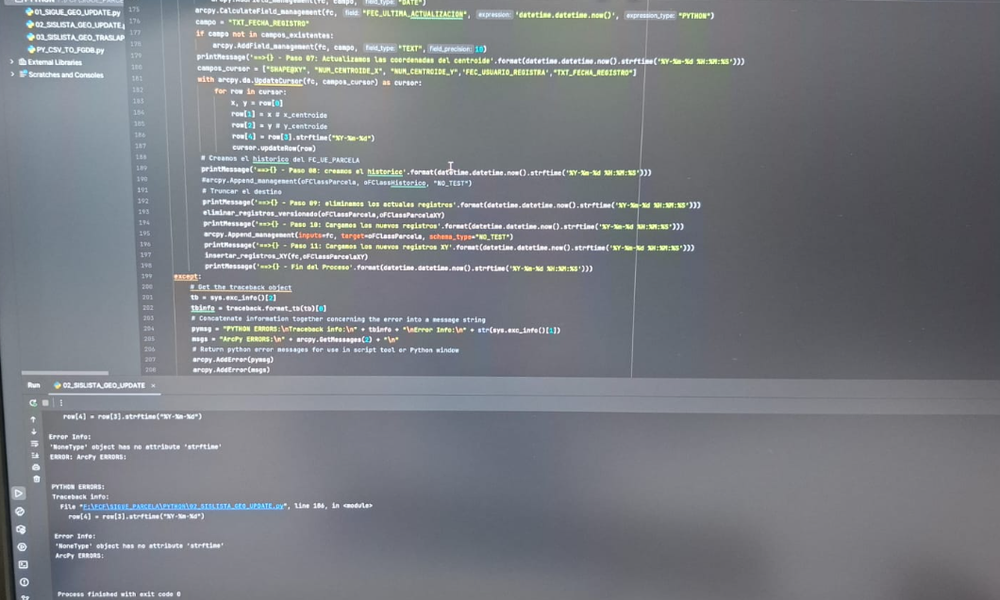 01_SIGUE_GEO_UPDATE.py
02_SISLISTA_GEO_UPDATE.p
03_SISLISTA_GEO_TRASLAP
PY_CSV_TO_FGDB.py
External Libraries
Scratches and Consoles
175 arcpy.CalculateField_management(fc, field: "FEC_ULTIMA_ACTUALIZACION", expression: 'datetime.datetime.now()', expression_type: "PYTHON")
176 campo = "TXT_FECHA_REGISTRO"
177 if campo not in campos_existentes:
178 arcpy.AddField_management(fc, campo, field_type: "TEXT", field_precision: 10)
179 printMessage('==>{} - Paso 07: Actualizamos las coordenadas del centroide'.format(datetime.datetime.now().strftime('%Y-%m-%d %H:%M:%S')))
180 campos_cursor = ["SHAPE@XY", "NUM_CENTROIDE_X", "NUM_CENTROIDE_Y",'FEC_USUARIO_REGISTRA',"TXT_FECHA_REGISTRO"]
181 with arcpy.da.UpdateCursor(fc, campos_cursor) as cursor:
182 for row in cursor:
183 x, y = row[0]
184 row[1] = x # x_centroide
185 row[2] = y # y_centroide
186 row[4] = row[3].strftime("%Y-%m-%d")
187 cursor.updateRow(row)
188 # Creamos el historico del FC_UE_PARCELA
189 printMessage('==>{} - Paso 08: creamos el historico'.format(datetime.datetime.now().strftime('%Y-%m-%d %H:%M:%S')))
190 #arcpy.Append_management(oFClassParcela, oFClassHistorico, "NO_TEST")
191 # Truncar el destino
192 printMessage('==>{} - Paso 09: eliminamos los actuales registros'.format(datetime.datetime.now().strftime('%Y-%m-%d %H:%M:%S')))
193 eliminar_registros_versionado(oFClassParcela,oFClassParcelaXY)
194 printMessage('==>{} - Paso 10: Cargamos los nuevos registros'.format(datetime.datetime.now().strftime('%Y-%m-%d %H:%M:%S')))
195 arcpy.Append_management(inputs=fc, target=oFClassParcela, schema_type="NO_TEST")
196 printMessage('==>{} - Paso 11: Cargamos los nuevos registros XY'.format(datetime.datetime.now().strftime('%Y-%m-%d %H:%M:%S')))
197 insertar_registros_XY(fc,oFClassParcelaXY)
198 printMessage('==>{} - Fin del Proceso'.format(datetime.datetime.now().strftime('%Y-%m-%d %H:%M:%S')))
199 except:
200 # Get the traceback object
201 tb = sys.exc_info()[2]
202 tbinfo = traceback.format_tb(tb)[0]
203 # Concatenate information together concerning the error into a message string
204 pymsg = "PYTHON ERRORS:\nTraceback info:\n" + tbinfo + "\nError Info:\n" + str(sys.exc_info()[1])
205 msgs = "ArcPy ERRORS:\n" + arcpy.GetMessages(2) + "\n"
206 # Return python error messages for use in script tool or Python window
207 arcpy.AddError(pymsg)
208 arcpy.AddError(msgs)
Run 02_SISLISTA_GEO_UPDATE ×
row[4] = row[3].strftime("%Y-%m-%d")
Error Info:
'NoneType' object has no attribute 'strftime'
ERROR: ArcPy ERRORS:
PYTHON ERRORS:
Traceback info:
File "F:\FCF\SIGUE_PARCELA\PYTHON\02_SISLISTA_GEO_UPDATE.py", line 186, in <module>
row[4] = row[3].strftime("%Y-%m-%d")
Error Info:
'NoneType' object has no attribute 'strftime'
ArcPy ERRORS:
Process finished with exit code 0